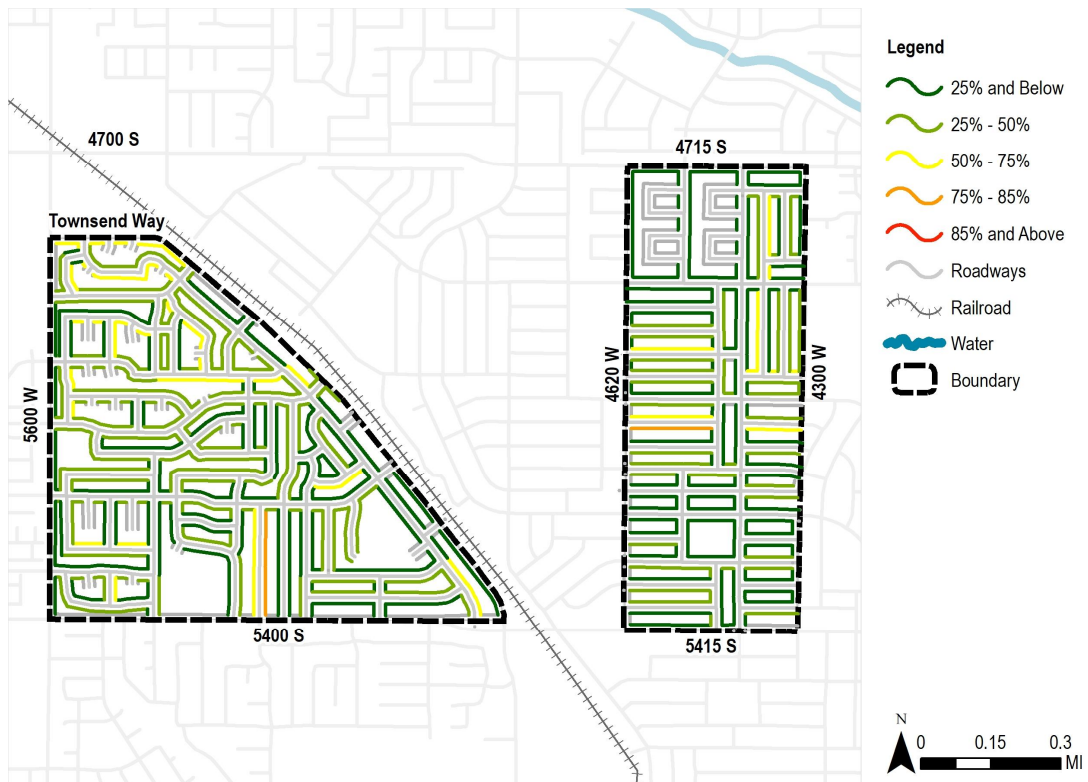 4700 S
Townsend Way
5600 W
5400 S
4715 S
4620 W
4300 W
5415 S
Legend
25% and Below
25% - 50%
50% - 75%
75% - 85%
85% and Above
Roadways
Railroad
Water
Boundary
N
0 0.15 0.3
MI